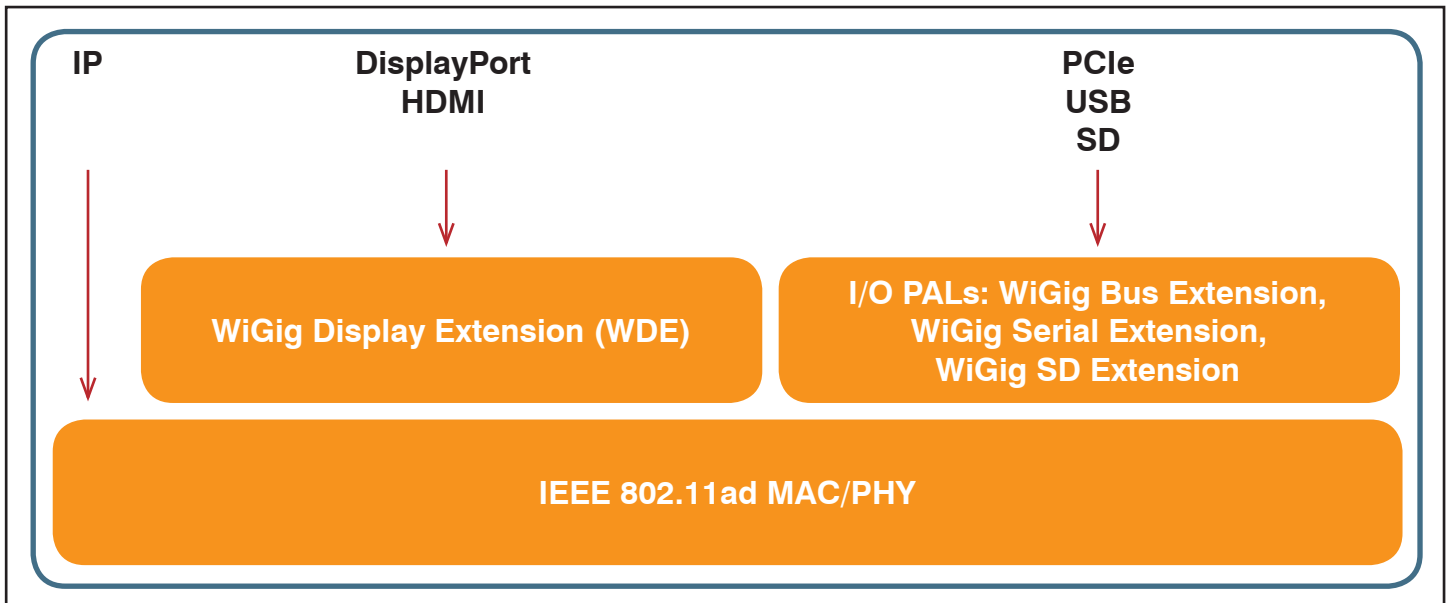 IP
DisplayPort
HDMI
PCIe
USB
SD
WiGig Display Extension (WDE)
I/O PALs: WiGig Bus Extension,
WiGig Serial Extension,
WiGig SD Extension
IEEE 802.11ad MAC/PHY